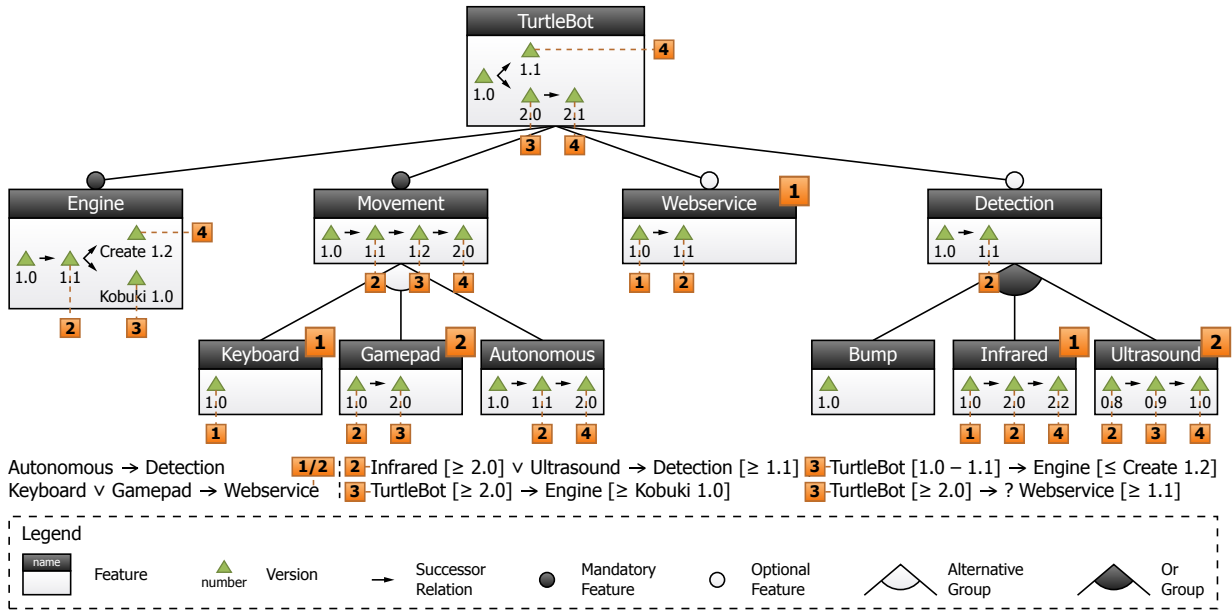 TurtleBot
1.1
4
1.0
2.0
2.1
3
4
Engine
Create 1.2
4
1.0
1.1
Kobuki 1.0
2
3
Movement
1.0
1.1
1.2
2.0
2
3
4
Webservice
1
1.0
1.1
1
2
Detection
1.0
1.1
2
Keyboard
1
1.0
1
Gamepad
2
1.0
2.0
2
3
Autonomous
1.0
1.1
2.0
2
4
Bump
1.0
Infrared
1
1.0
2.0
2.2
1
2
4
Ultrasound
2
0.8
0.9
1.0
2
3
4
Autonomous → Detection
1/2
Keyboard ∨ Gamepad → Webservice
2 Infrared [≥ 2.0] ∨ Ultrasound → Detection [≥ 1.1]
3 TurtleBot [≥ 2.0] → Engine [≥ Kobuki 1.0]
3 TurtleBot [1.0 – 1.1] → Engine [≤ Create 1.2]
3 TurtleBot [≥ 2.0] → ? Webservice [≥ 1.1]
Legend
name
Feature
number
Version
Successor
Relation
Mandatory
Feature
Optional
Feature
Alternative
Group
Or
Group